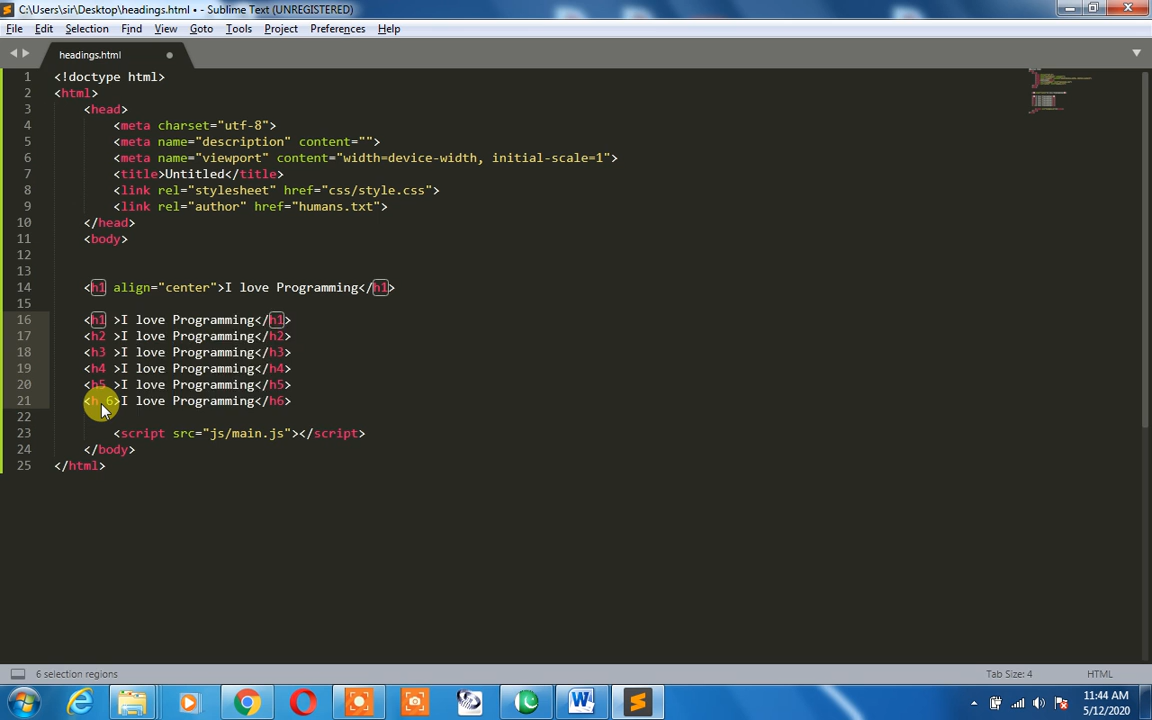 C:\Users\sir\Desktop\headings.html • - Sublime Text (UNREGISTERED)
File Edit Selection Find View Goto Tools Project Preferences Help
headings.html
1 <!doctype html>
2 <html>
3 <head>
4 <meta charset="utf-8">
5 <meta name="description" content="">
6 <meta name="viewport" content="width=device-width, initial-scale=1">
7 <title>Untitled</title>
8 <link rel="stylesheet" href="css/style.css">
9 <link rel="author" href="humans.txt">
10 </head>
11 <body>
12
13
14 <h1 align="center">I love Programming</h1>
15
16 <h1 >I love Programming</h1>
17 <h2 >I love Programming</h2>
18 <h3 >I love Programming</h3>
19 <h4 >I love Programming</h4>
20 <h5 >I love Programming</h5>
21 <h 6>I love Programming</h6>
22
23 <script src="js/main.js"></script>
24 </body>
25 </html>
6 selection regions Tab Size: 4 HTML
11:44 AM
5/12/2020